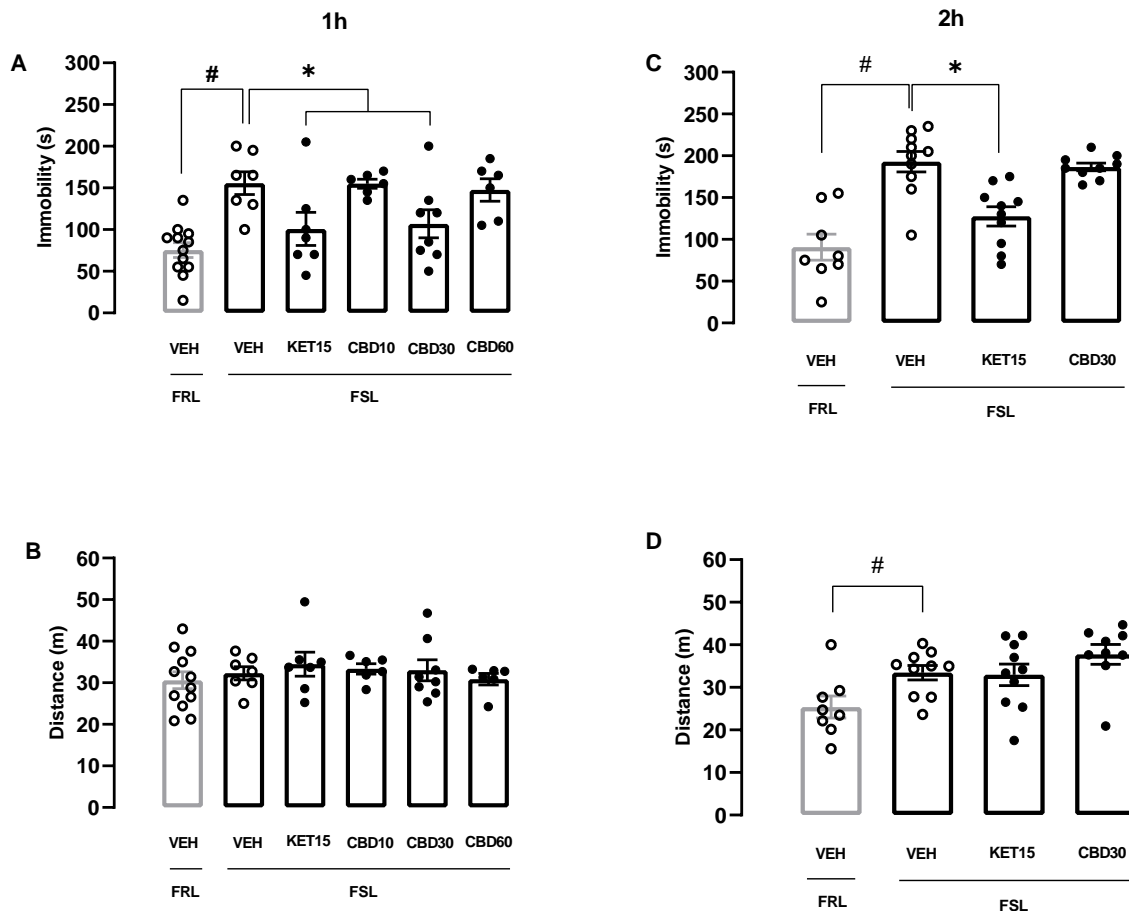 1h
2h
A
300
250
200
150
100
50
0
Immobility (s)
#
*
VEH VEH KET15 CBD10 CBD30 CBD60
FRL FSL
C
300
250
200
150
100
50
0
Immobility (s)
#
*
VEH VEH KET15 CBD30
FRL FSL
B
60
50
40
30
20
10
0
Distance (m)
VEH VEH KET15 CBD10 CBD30 CBD60
FRL FSL
D
60
50
40
30
20
10
0
Distance (m)
#
VEH VEH KET15 CBD30
FRL FSL